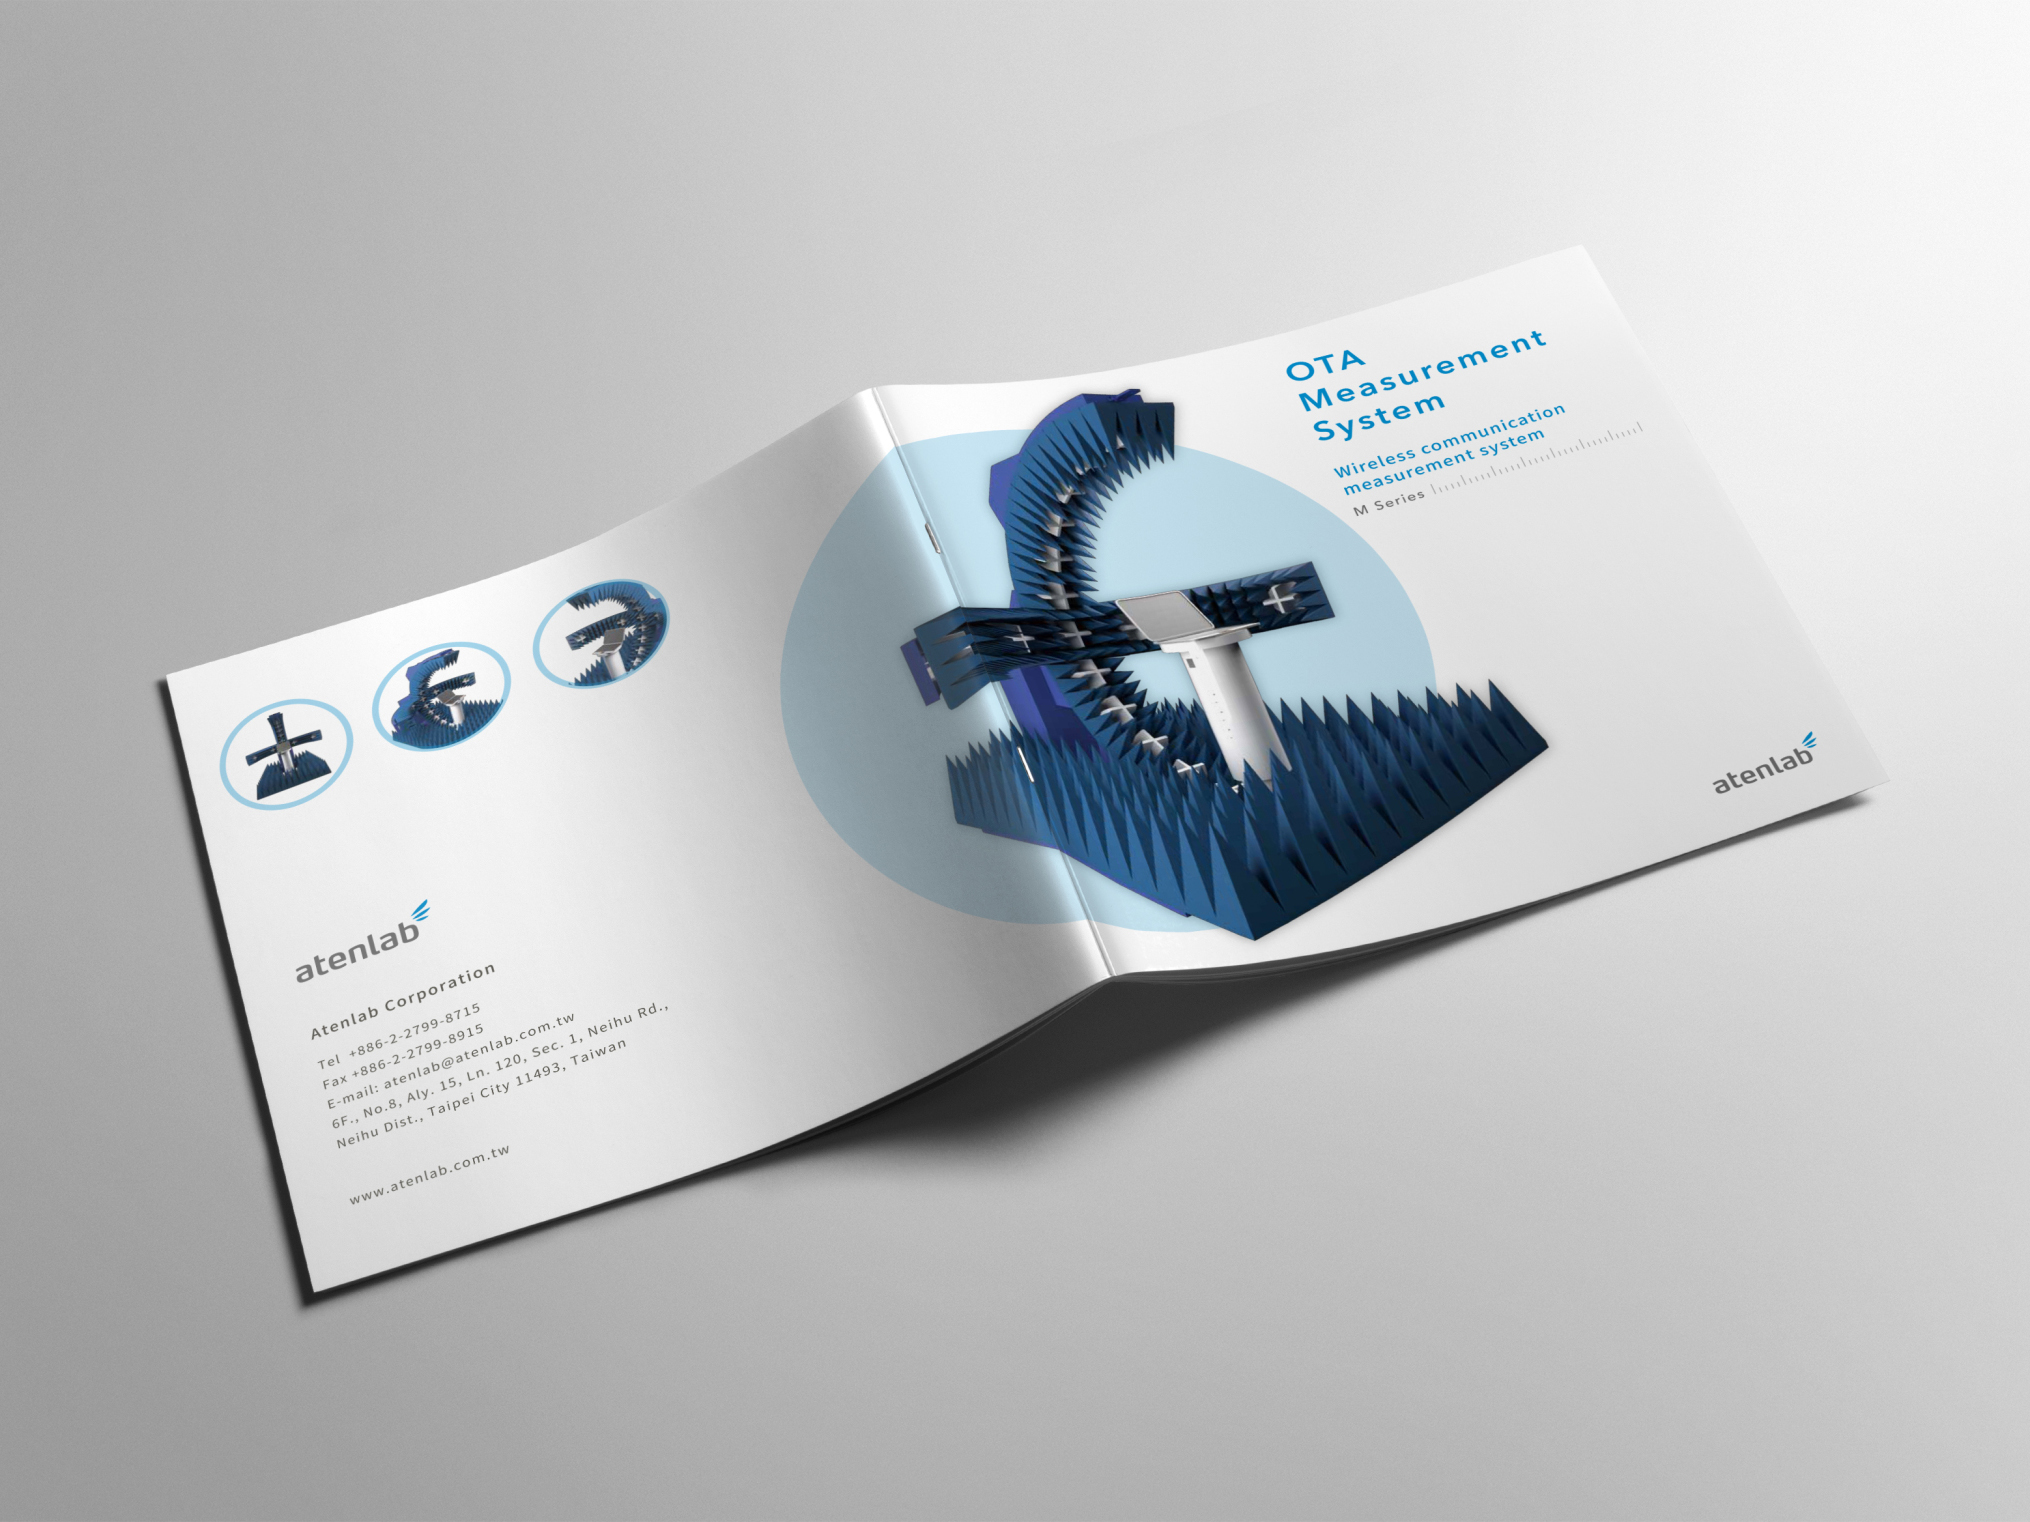 OTA
Measurement
System
Wireless communication
measurement system
M Series
atenlab
atenlab
Atenlab Corporation
Tel +886-2-2799-8715
Fax +886-2-2799-8915
E-mail: atenlab@atenlab.com.tw
6F., No.8, Aly. 15, Ln. 120, Sec. 1, Neihu Rd.,
Neihu Dist., Taipei City 11493, Taiwan
www.atenlab.com.tw